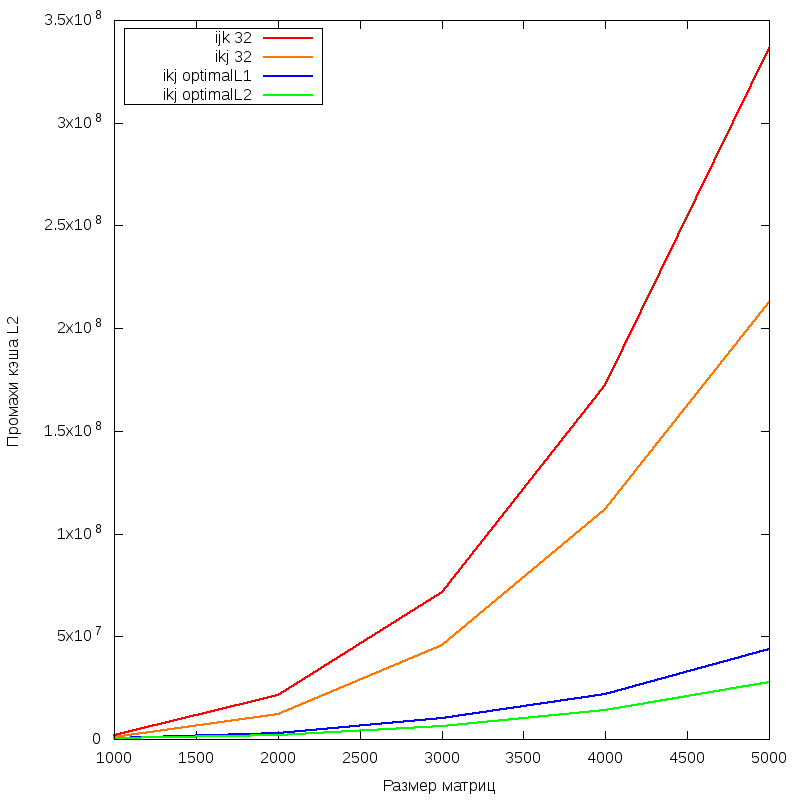 3.5x10^8
3x10^8
2.5x10^8
2x10^8
1.5x10^8
1x10^8
5x10^7
0
ijk 32
ikj 32
ikj optimalL1
ikj optimalL2
Промахи кэша L2
1000 1500 2000 2500 3000 3500 4000 4500 5000
Размер матриц